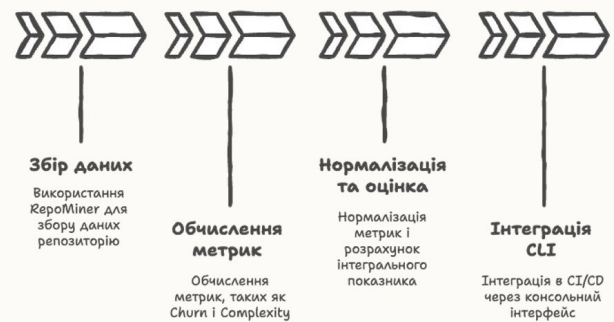 Збір даних
Використання
RepoMiner для
збору даних
репозиторію
Обчислення
метрик
Обчислення
метрик, таких як
Churn і Complexity
Нормалізація
та оцінка
Нормалізація
метрик і
розрахунок
інтегрального
показника
Інтеграція
CLI
Інтеграція в CI/CD
через консольний
інтерфейс